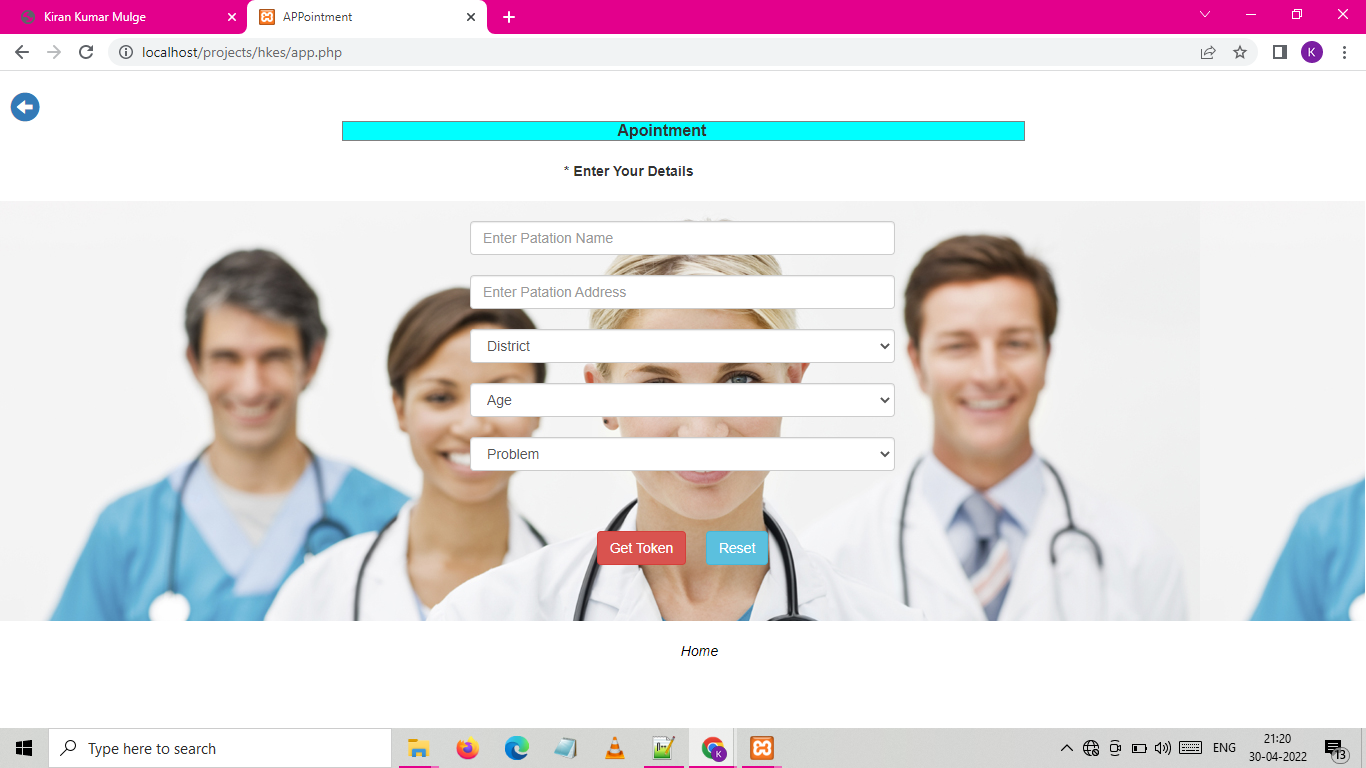 Kiran Kumar Mulge
APPointment
localhost/projects/hkes/app.php
K
Apointment
* Enter Your Details
Enter Patation Name
Enter Patation Address
District
Age
Problem
Get Token
Reset
Home
Type here to search
K
ENG
21:20
30-04-2022
13